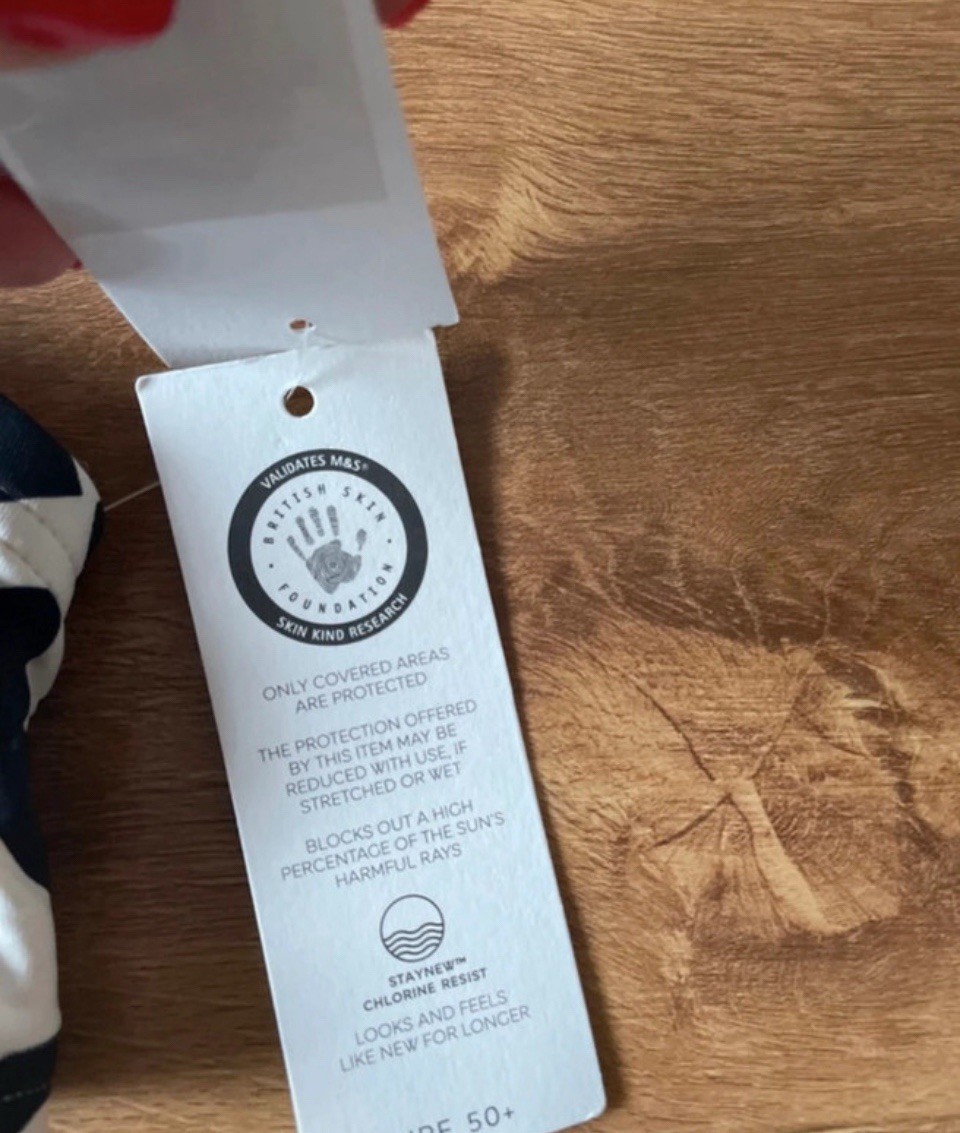 VALIDATES M&S®
BRITISH SKIN
FOUNDATION
SKIN KIND RESEARCH
ONLY COVERED AREAS
ARE PROTECTED
THE PROTECTION OFFERED
BY THIS ITEM MAY BE
REDUCED WITH USE, IF
STRETCHED OR WET
BLOCKS OUT A HIGH
PERCENTAGE OF THE SUN'S
HARMFUL RAYS
STAYNEW™
CHLORINE RESIST
LOOKS AND FEELS
LIKE NEW FOR LONGER
50+